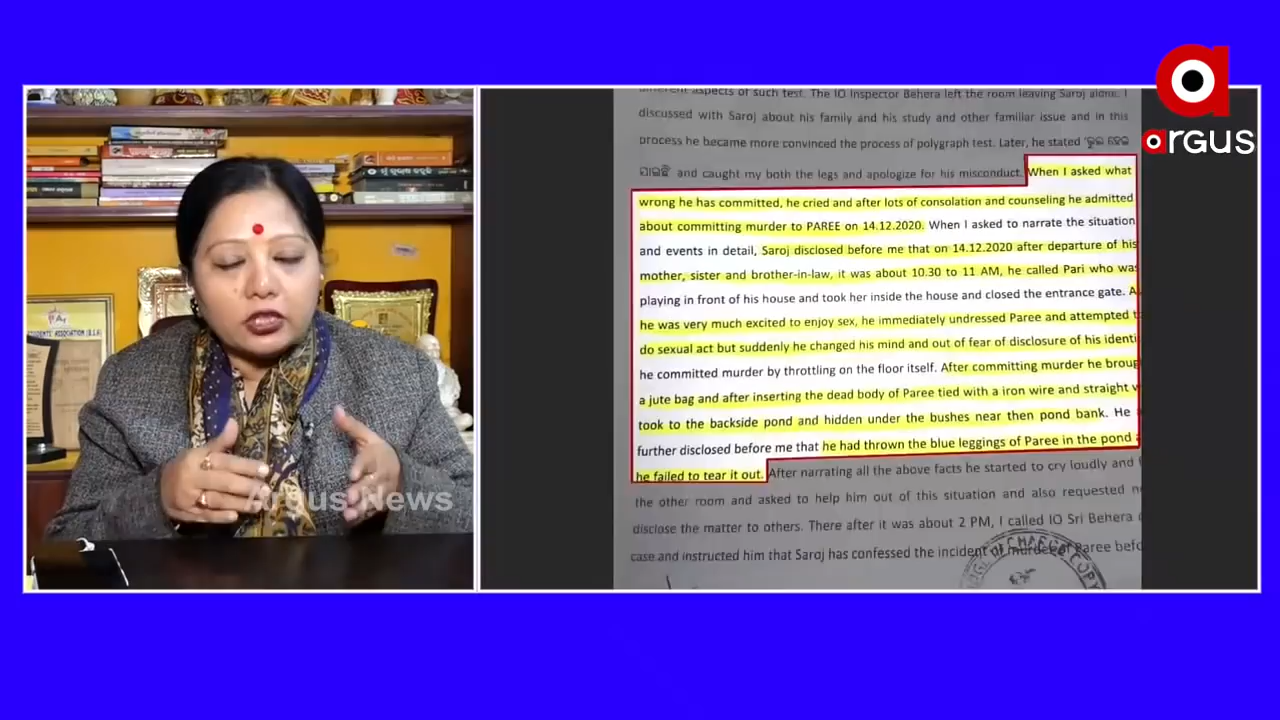 argus
different aspects of such test. The IO Inspector Behera left the room leaving Saroj alone. I
discussed with Saroj about his family and his study and other familiar issue and in this
process he became more convinced the process of polygraph test. Later, he stated 'ଭୁଲ ହେଇ
ଯାଇଛି' and caught my both the legs and apologize for his misconduct. When I asked what
wrong he has committed, he cried and after lots of consolation and counseling he admitted
about committing murder to PAREE on 14.12.2020. When I asked to narrate the situation
and events in detail, Saroj disclosed before me that on 14.12.2020 after departure of his
mother, sister and brother-in-law, it was about 10.30 to 11 AM, he called Pari who was
playing in front of his house and took her inside the house and closed the entrance gate.
he was very much excited to enjoy sex, he immediately undressed Paree and attempted
do sexual act but suddenly he changed his mind and out of fear of disclosure of his identi
he committed murder by throttling on the floor itself. After committing murder he broug
a jute bag and after inserting the dead body of Paree tied with a iron wire and straight
took to the backside pond and hidden under the bushes near then pond bank. He
further disclosed before me that he had thrown the blue leggings of Paree in the pond
he failed to tear it out. After narrating all the above facts he started to cry loudly and
the other room and asked to help him out of this situation and also requested
disclose the matter to others. There after it was about 2 PM, I called IO Sri Behera
case and instructed him that Saroj has confessed the incident of murder of Paree befo
Argus News